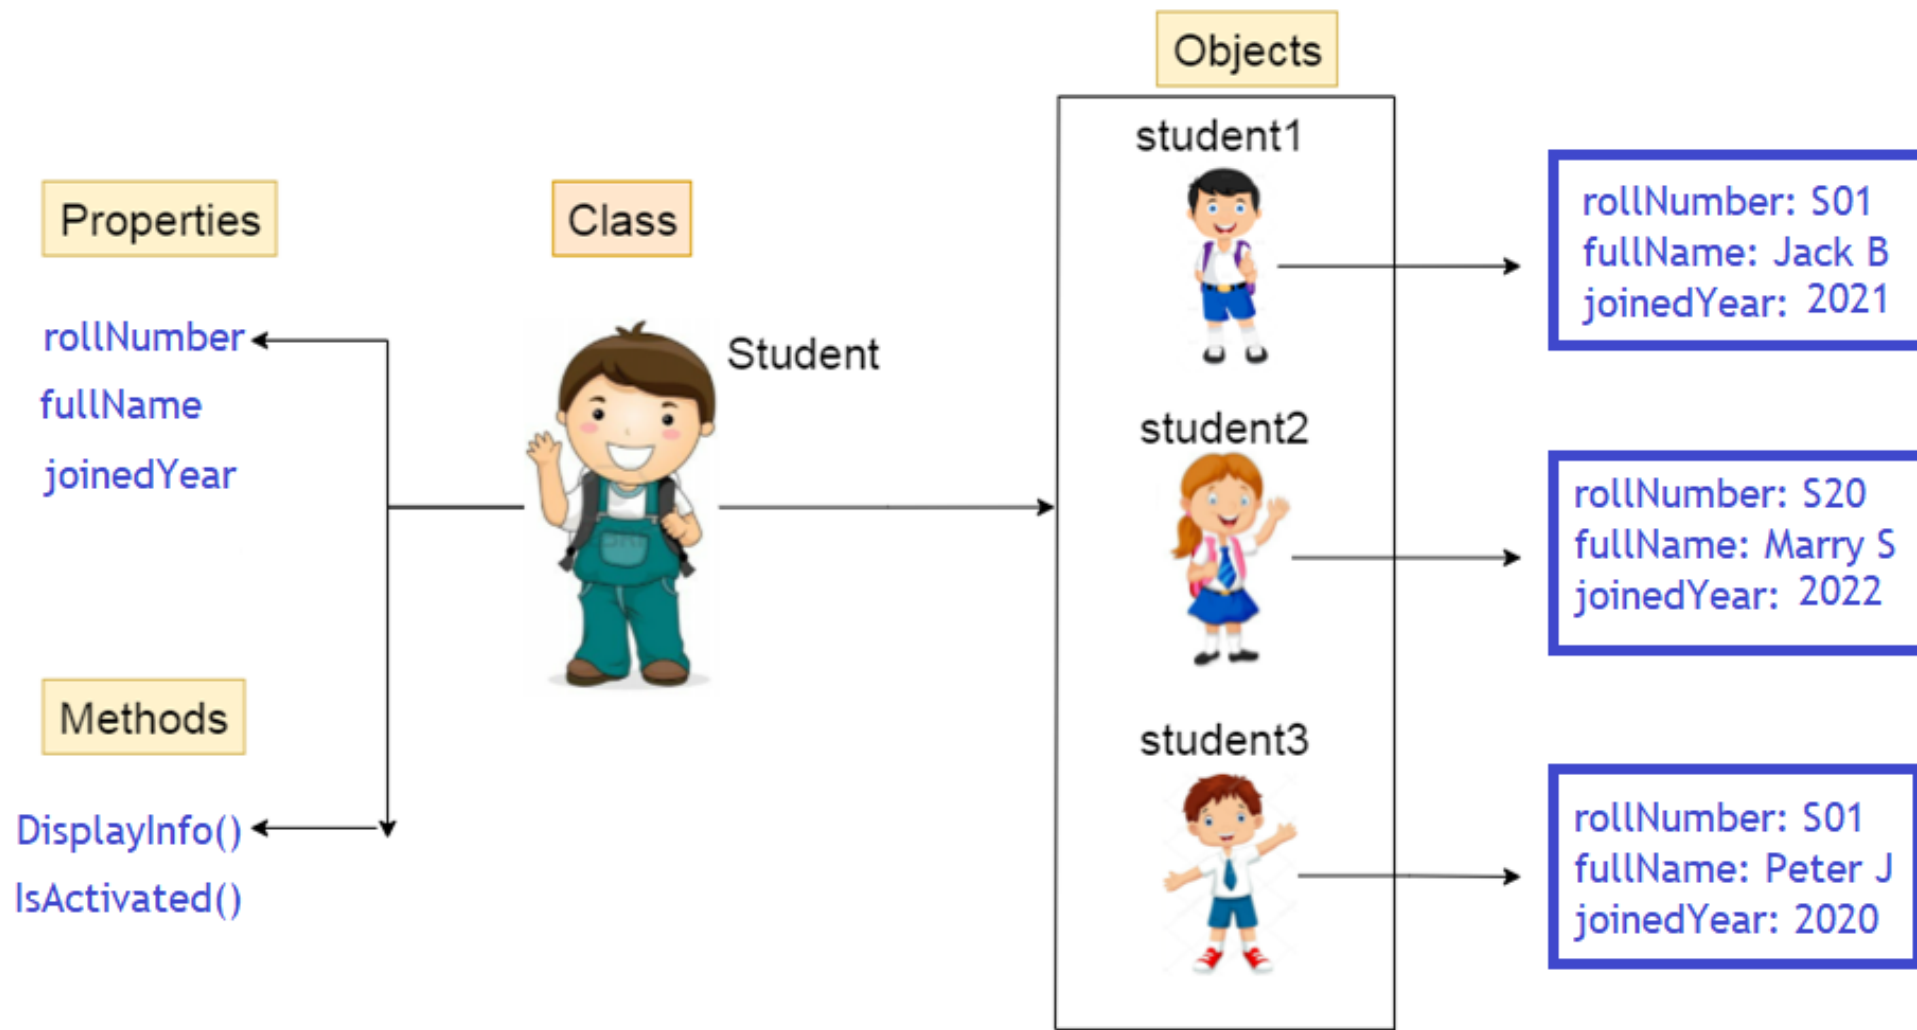 Properties
rollNumber
fullName
joinedYear
Methods
DisplayInfo()
IsActivated()
Class
Student
Objects
student1
rollNumber: S01
fullName: Jack B
joinedYear: 2021
student2
rollNumber: S20
fullName: Marry S
joinedYear: 2022
student3
rollNumber: S01
fullName: Peter J
joinedYear: 2020